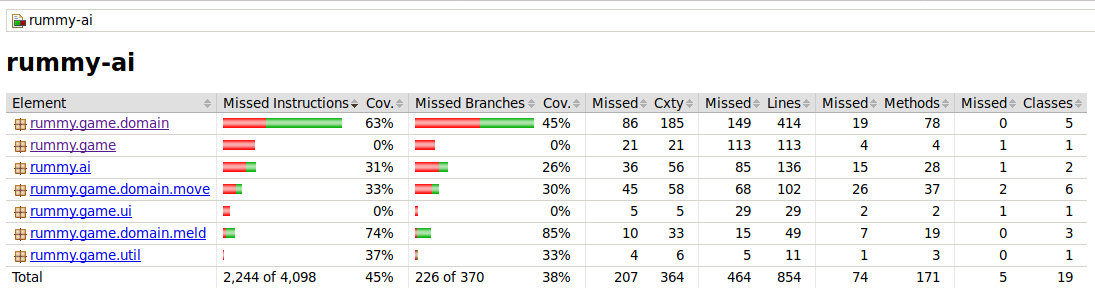 rummy-ai
rummy-ai
Element Missed Instructions Cov. Missed Branches Cov. Missed Cxty Missed Lines Missed Methods Missed Classes
rummy.game.domain 63% 45% 86 185 149 414 19 78 0 5
rummy.game 0% 0% 21 21 113 113 4 4 1 1
rummy.ai 31% 26% 36 56 85 136 15 28 1 2
rummy.game.domain.move 33% 30% 45 58 68 102 26 37 2 6
rummy.game.ui 0% 0% 5 5 29 29 2 2 1 1
rummy.game.domain.meld 74% 85% 10 33 15 49 7 19 0 3
rummy.game.util 37% 33% 4 6 5 11 1 3 0 1
Total 2,244 of 4,098 45% 226 of 370 38% 207 364 464 854 74 171 5 19